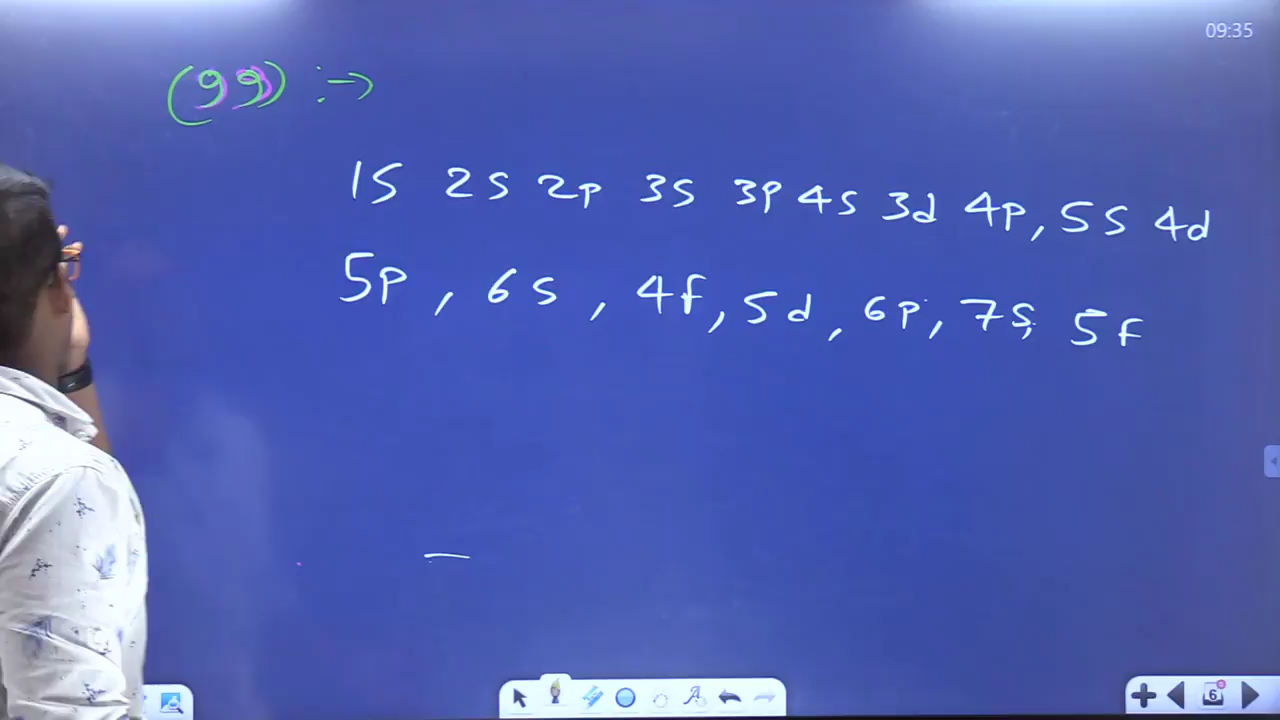 09:35
(99) :→
1s 2s 2p 3s 3p 4s 3d 4p, 5s 4d
5p, 6s, 4f, 5d, 6p, 7s, 5f
6